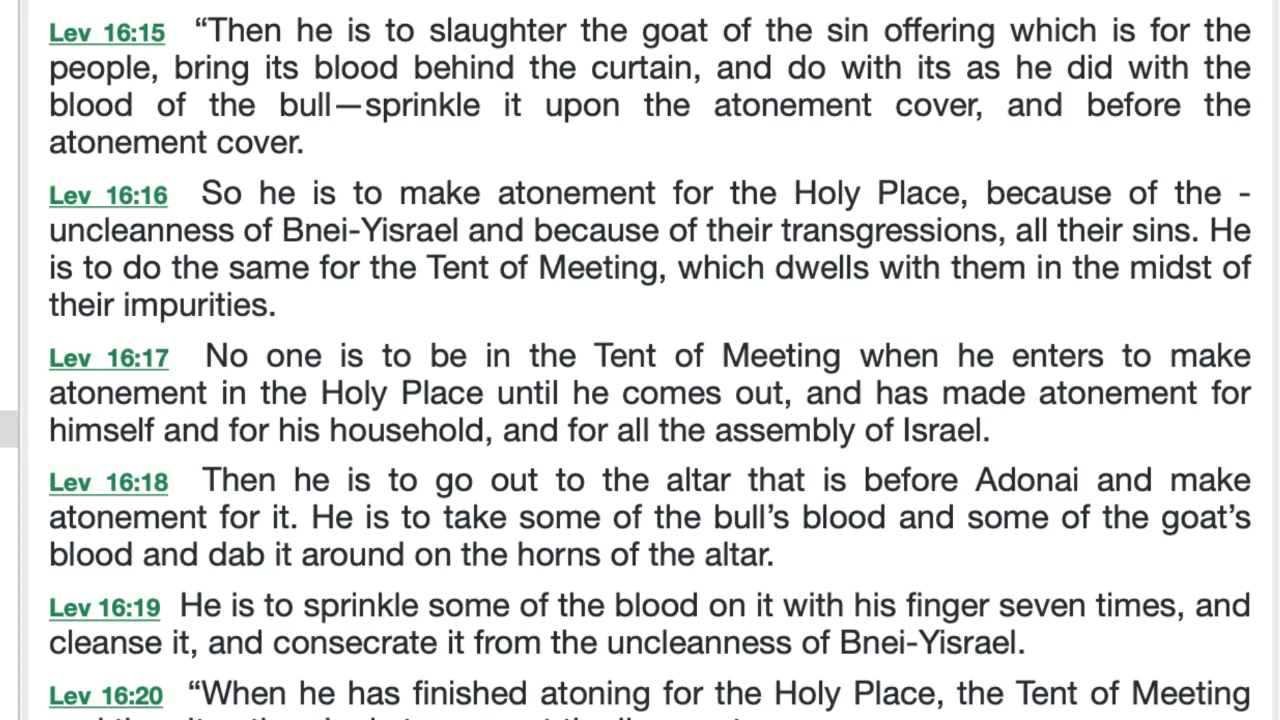 Lev 16:15 “Then he is to slaughter the goat of the sin offering which is for the
people, bring its blood behind the curtain, and do with its as he did with the
blood of the bull—sprinkle it upon the atonement cover, and before the
atonement cover.
Lev 16:16 So he is to make atonement for the Holy Place, because of the -
uncleanness of Bnei-Yisrael and because of their transgressions, all their sins. He
is to do the same for the Tent of Meeting, which dwells with them in the midst of
their impurities.
Lev 16:17 No one is to be in the Tent of Meeting when he enters to make
atonement in the Holy Place until he comes out, and has made atonement for
himself and for his household, and for all the assembly of Israel.
Lev 16:18 Then he is to go out to the altar that is before Adonai and make
atonement for it. He is to take some of the bull’s blood and some of the goat’s
blood and dab it around on the horns of the altar.
Lev 16:19 He is to sprinkle some of the blood on it with his finger seven times, and
cleanse it, and consecrate it from the uncleanness of Bnei-Yisrael.
Lev 16:20 “When he has finished atoning for the Holy Place, the Tent of Meeting